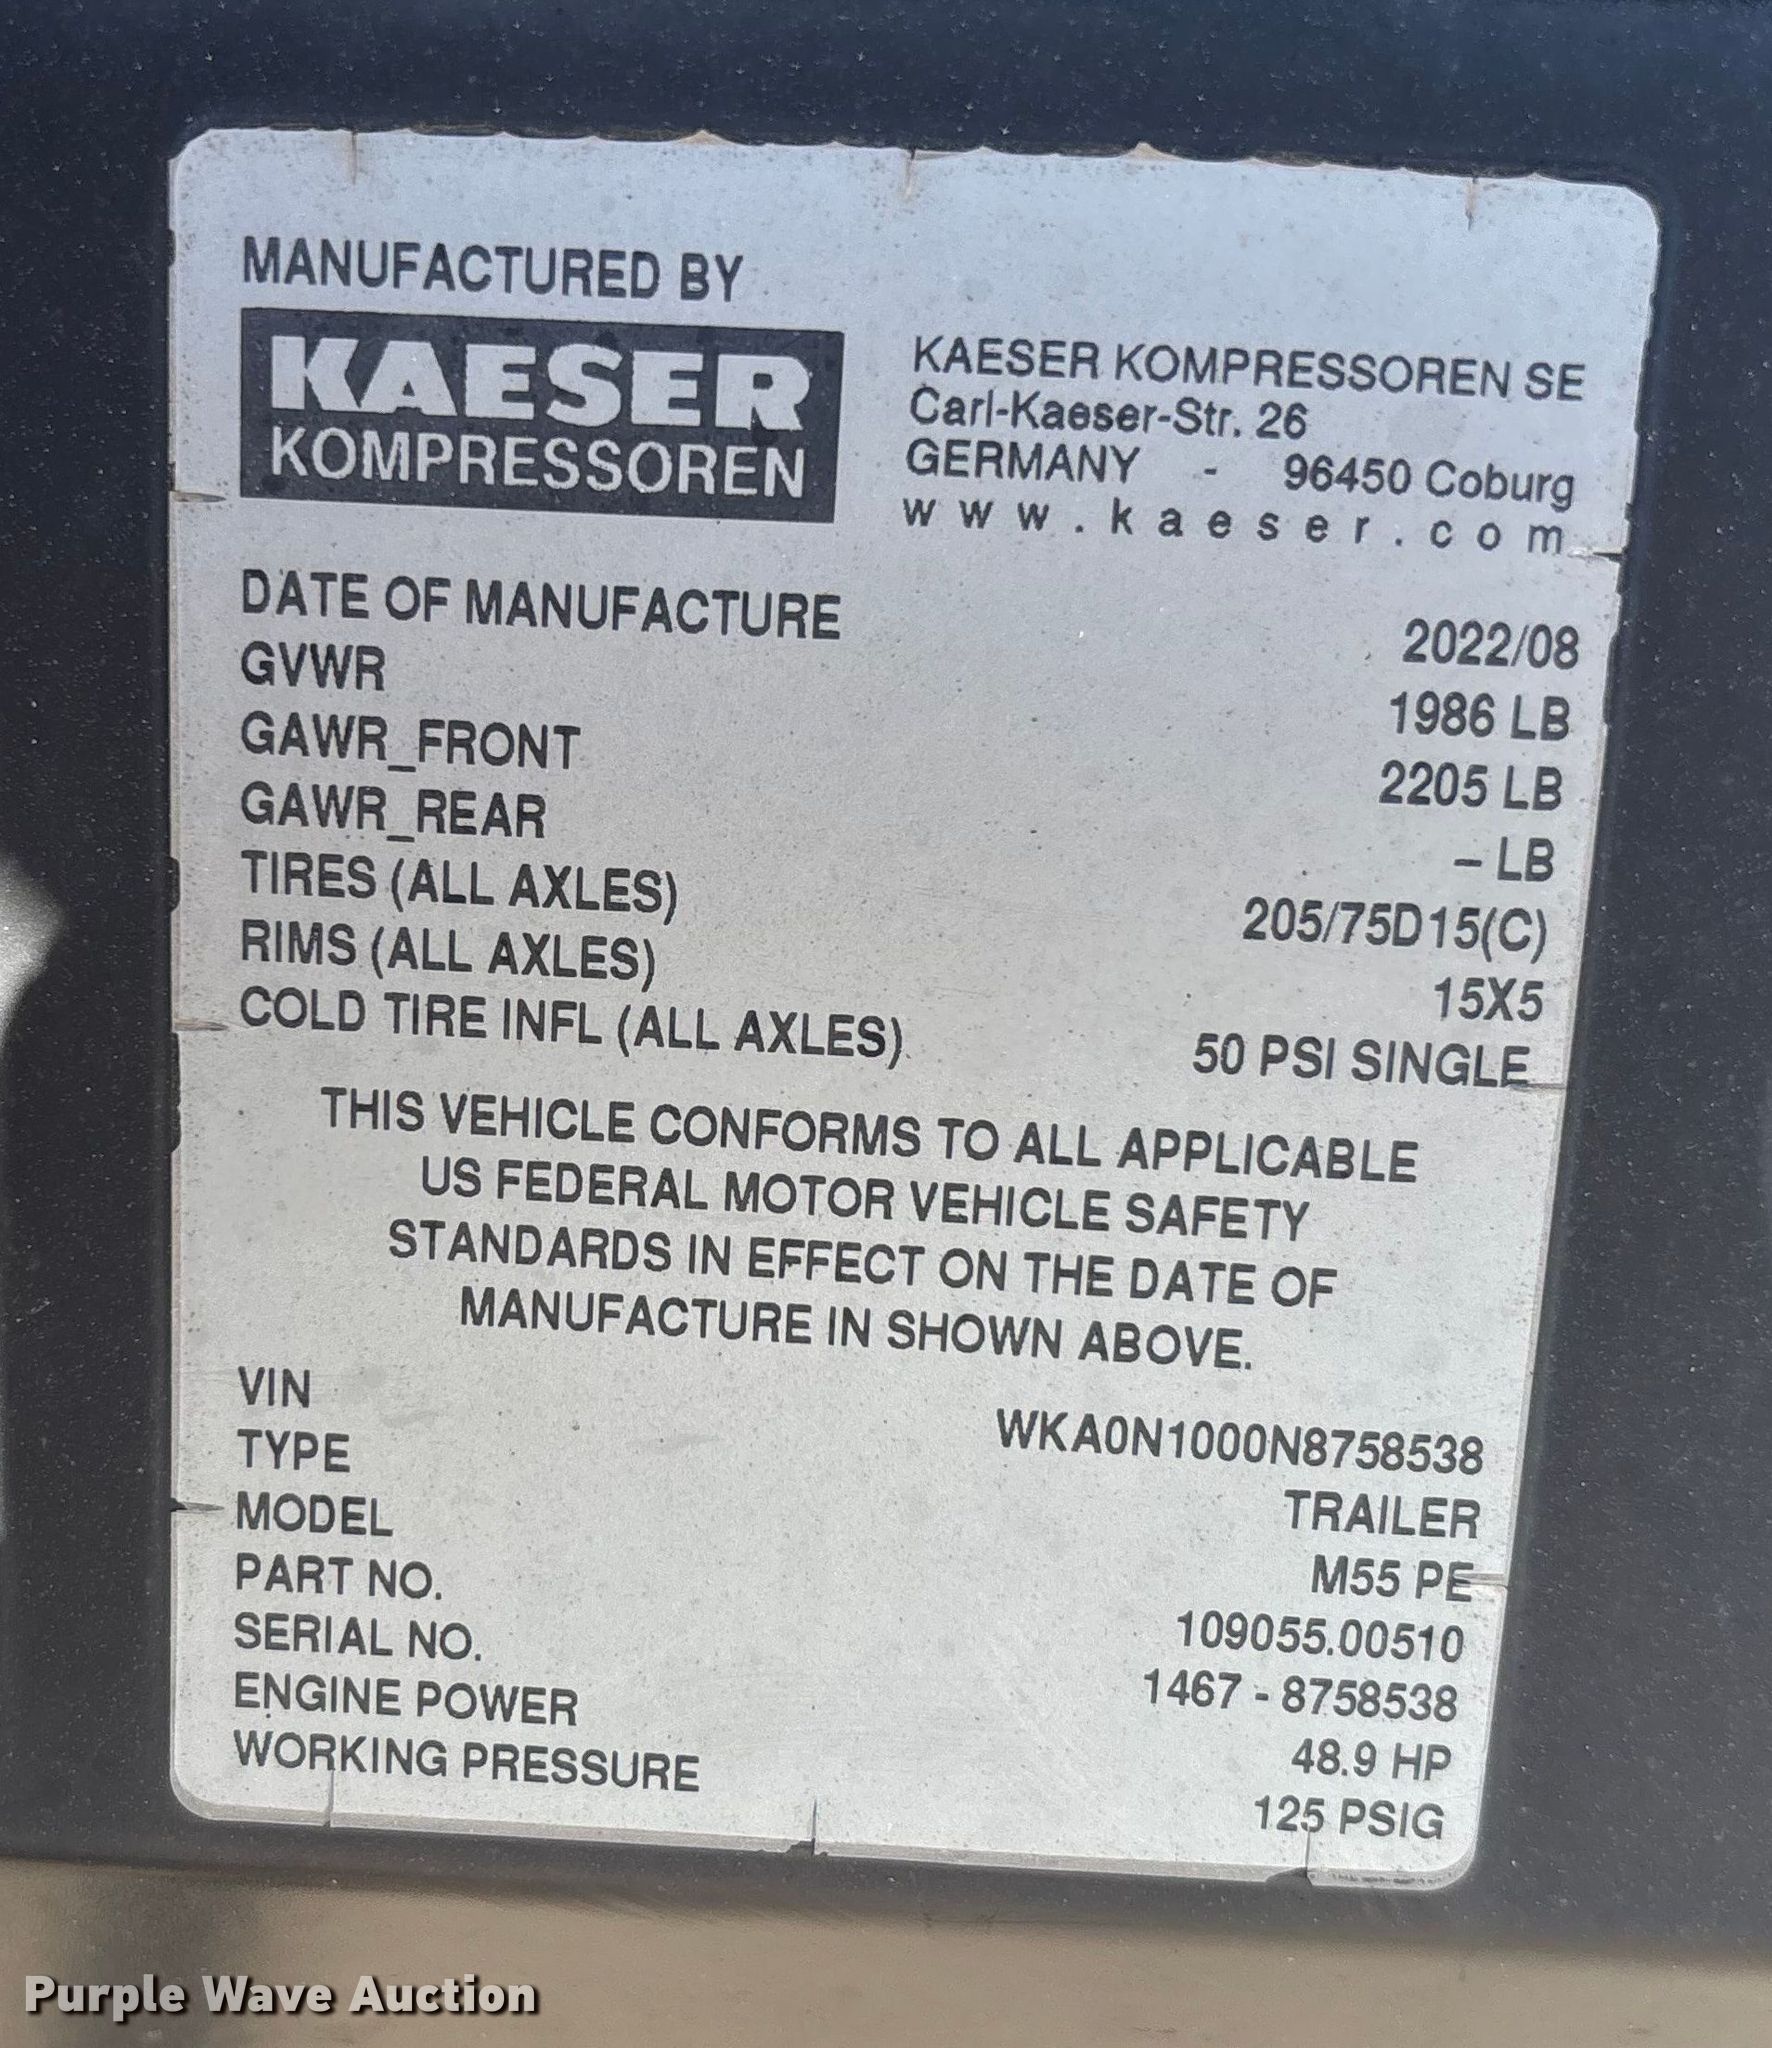 MANUFACTURED BY
KAESER
KOMPRESSOREN
KAESER KOMPRESSOREN SE
Carl-Kaeser-Str. 26
GERMANY - 96450 Coburg
www.kaeser.com
DATE OF MANUFACTURE 2022/08
GVWR 1986 LB
GAWR_FRONT 2205 LB
GAWR_REAR – LB
TIRES (ALL AXLES) 205/75D15(C)
RIMS (ALL AXLES) 15X5
COLD TIRE INFL (ALL AXLES) 50 PSI SINGLE
THIS VEHICLE CONFORMS TO ALL APPLICABLE
US FEDERAL MOTOR VEHICLE SAFETY
STANDARDS IN EFFECT ON THE DATE OF
MANUFACTURE IN SHOWN ABOVE.
VIN WKA0N1000N8758538
TYPE TRAILER
MODEL M55 PE
PART NO. 109055.00510
SERIAL NO. 1467 - 8758538
ENGINE POWER 48.9 HP
WORKING PRESSURE 125 PSIG
Purple Wave Auction